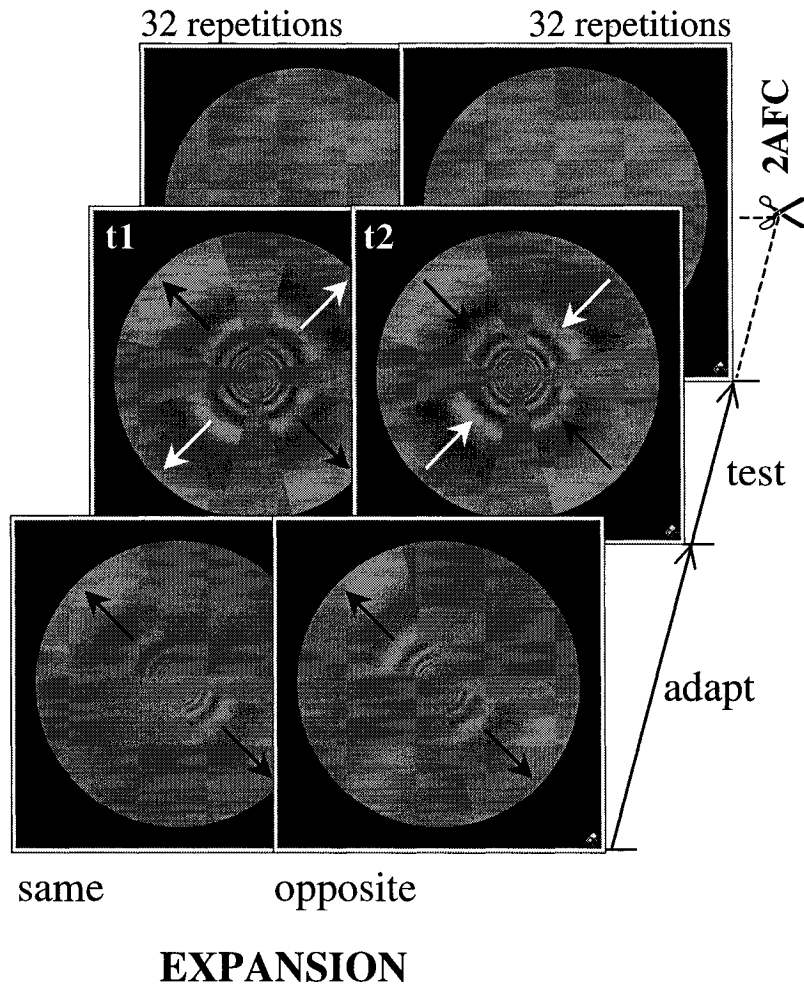 32 repetitions
32 repetitions
2AFC
t1
t2
test
adapt
same
opposite
EXPANSION